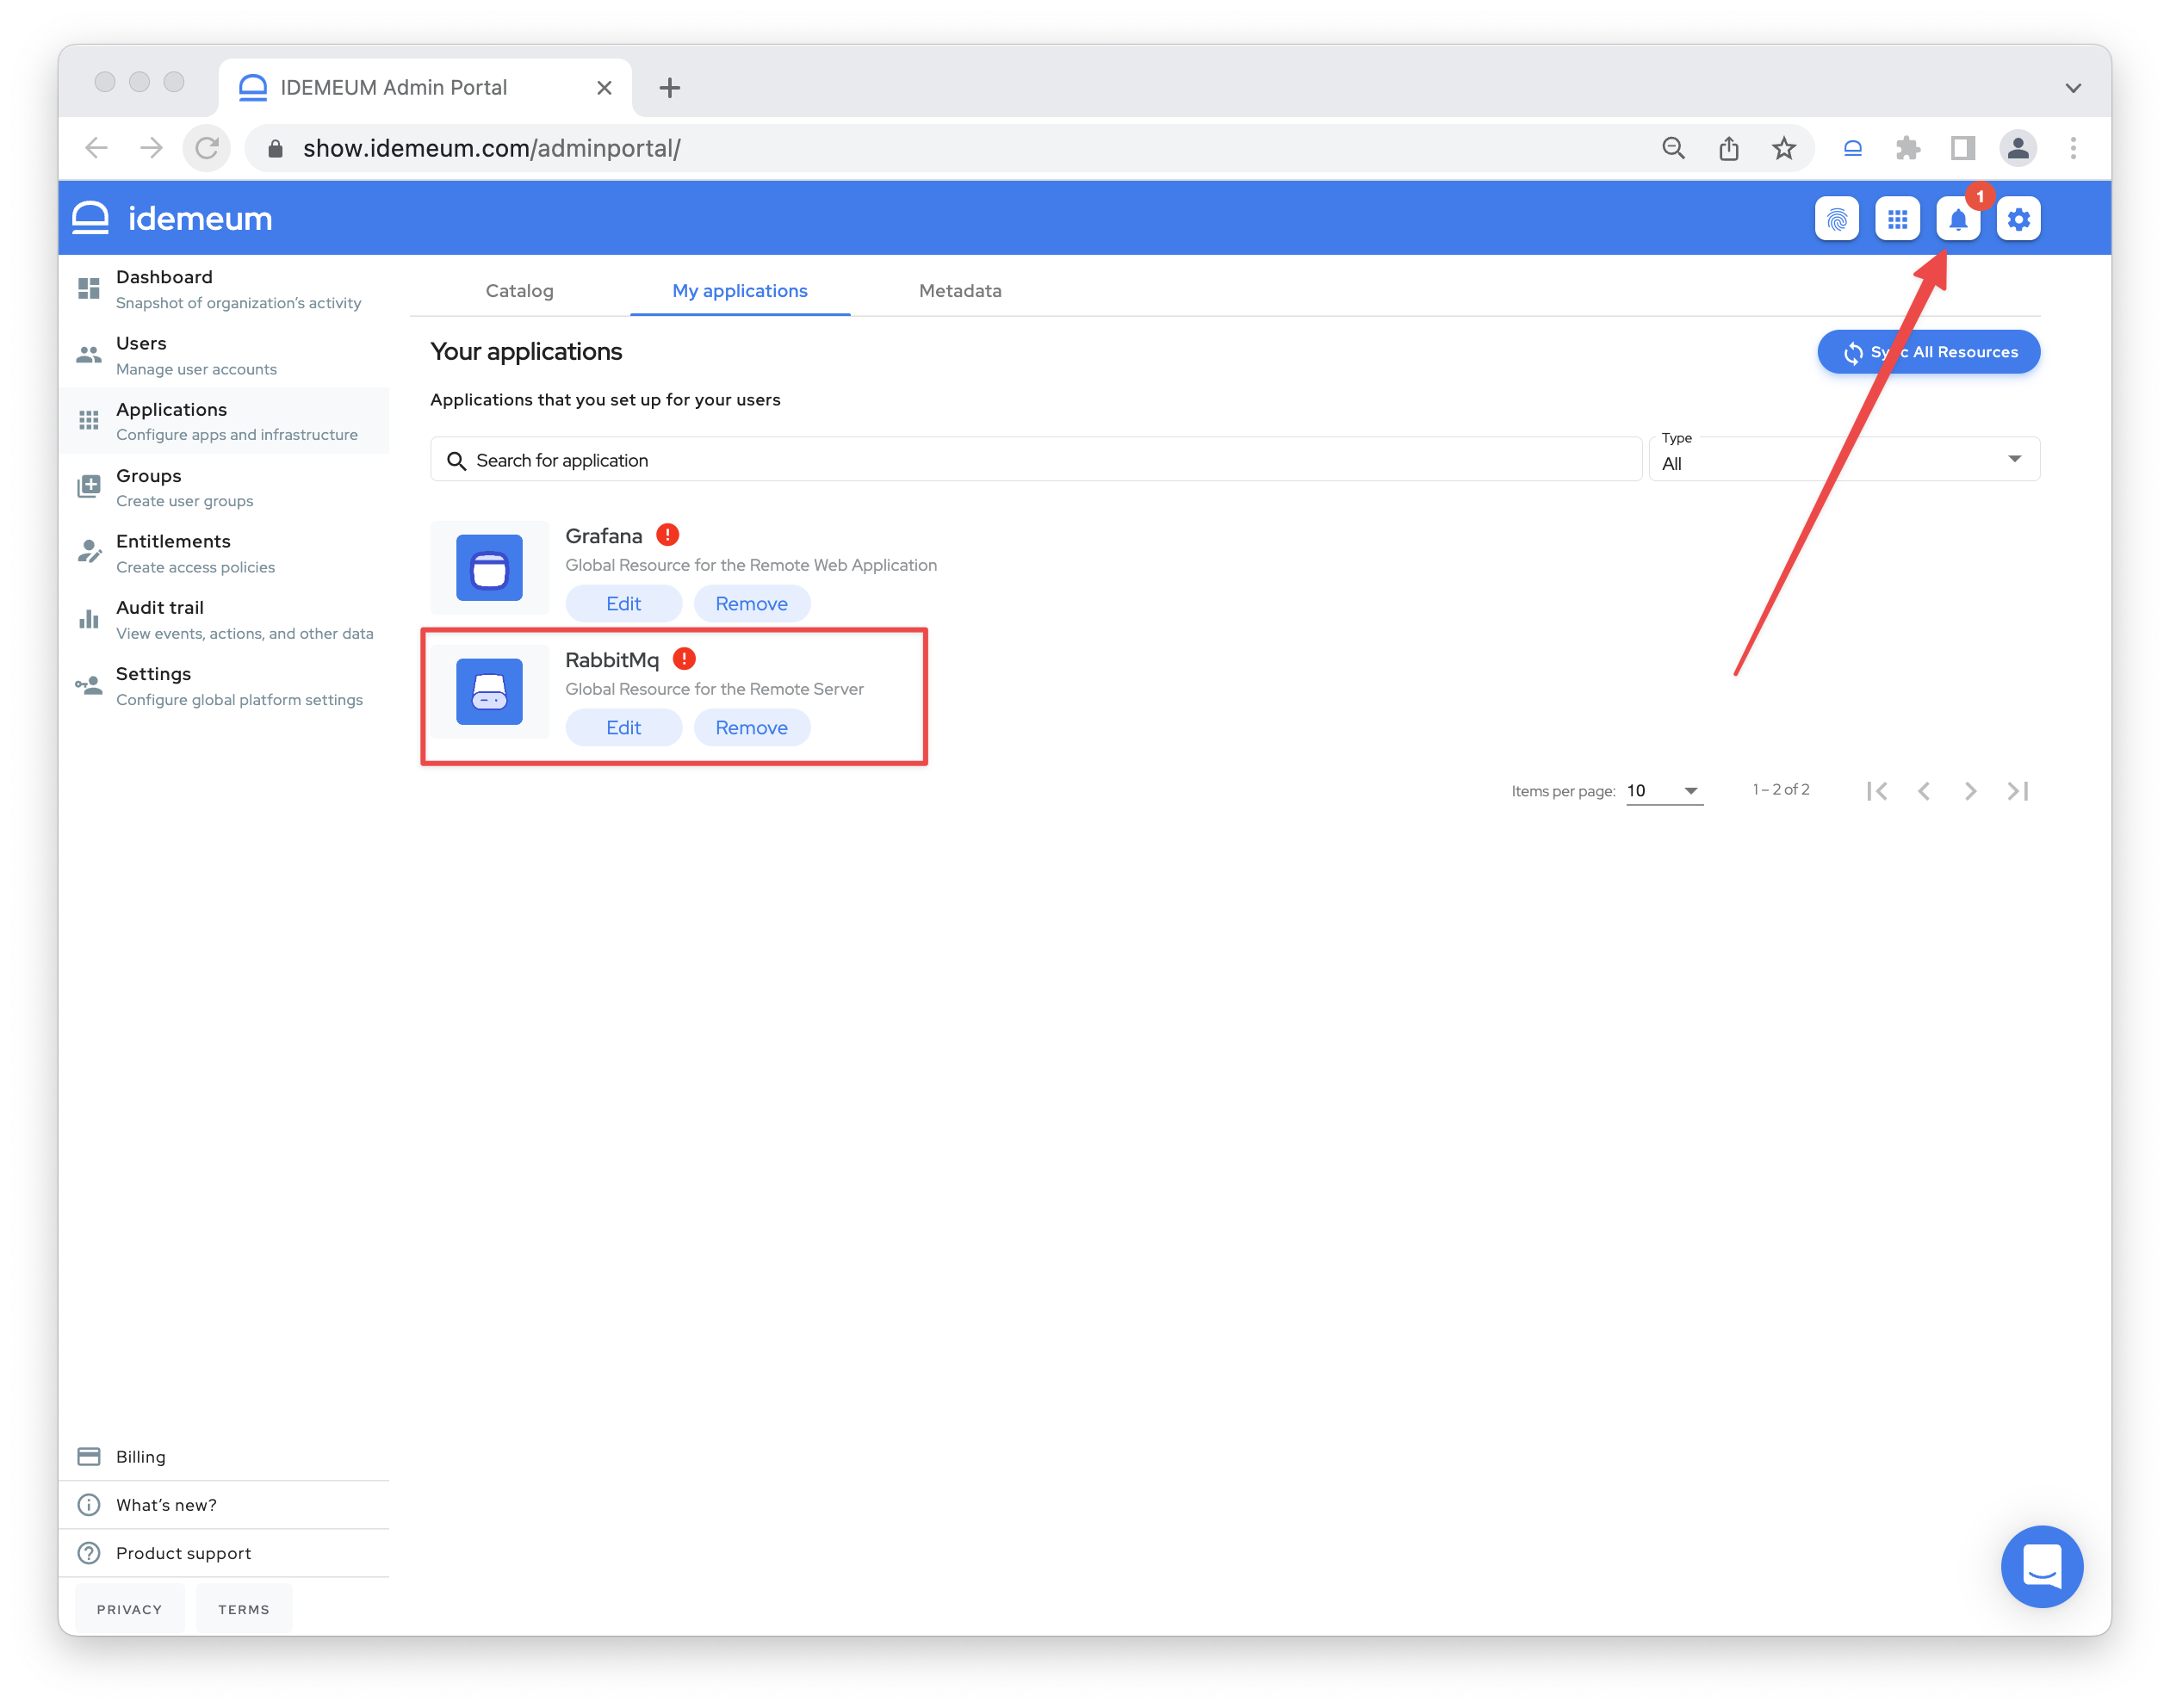 IDEMEUM Admin Portal
show.idemeum.com/adminportal/
idemeum
1
Dashboard
Snapshot of organization's activity
Users
Manage user accounts
Applications
Configure apps and infrastructure
Groups
Create user groups
Entitlements
Create access policies
Audit trail
View events, actions, and other data
Settings
Configure global platform settings
Catalog
My applications
Metadata
Your applications
Sync All Resources
Applications that you set up for your users
Search for application
Type
All
Grafana
Global Resource for the Remote Web Application
Edit
Remove
RabbitMq
Global Resource for the Remote Server
Edit
Remove
Items per page: 10
1 – 2 of 2
Billing
What's new?
Product support
PRIVACY
TERMS